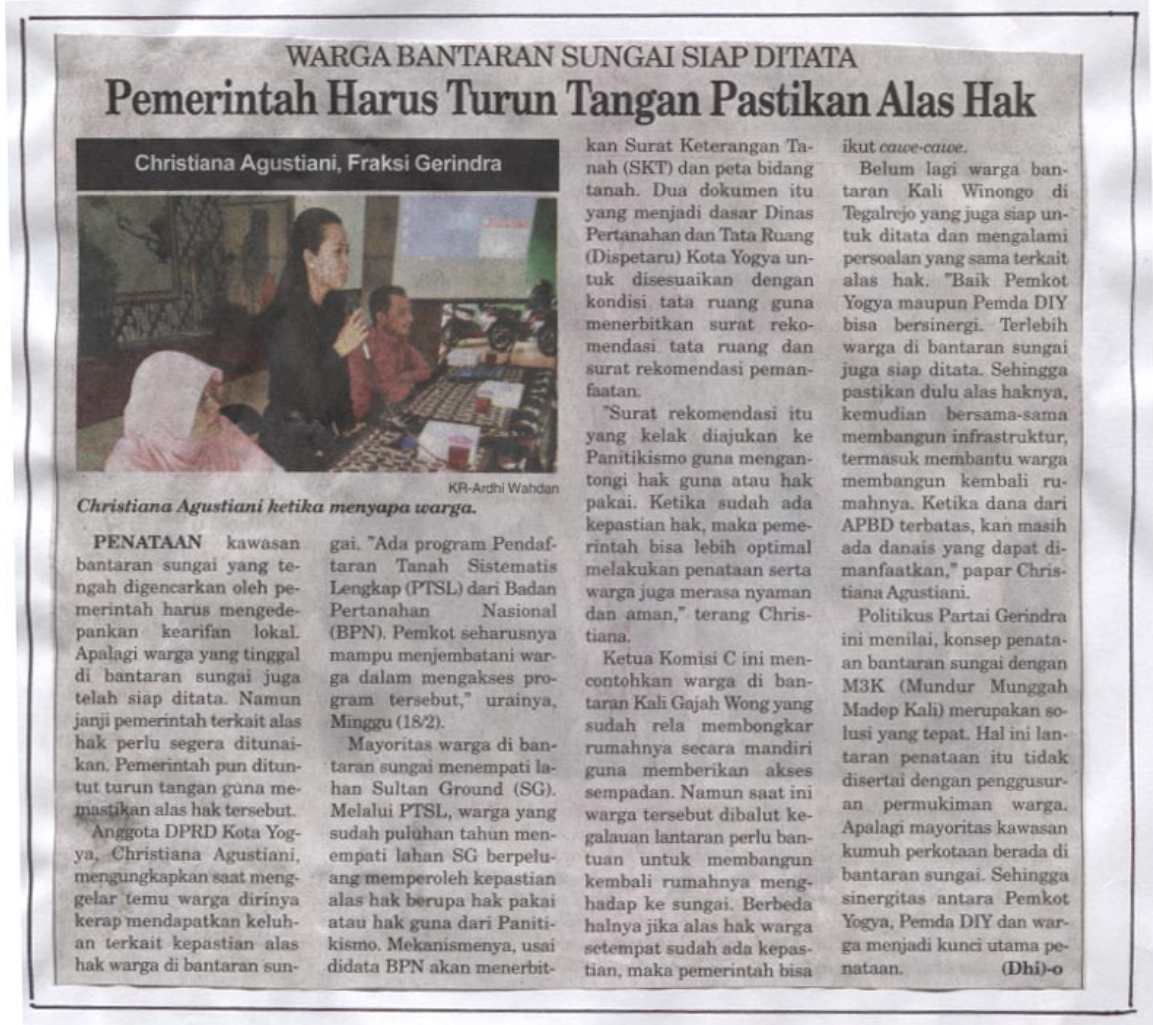 WARGA BANTARAN SUNGAI SIAP DITATA
Pemerintah Harus Turun Tangan Pastikan Alas Hak
Christiana Agustiani, Fraksi Gerindra
KR-Ardhi Wahdan
Christiana Agustiani ketika menyapa warga.
PENATAAN kawasan
bantaran sungai yang te-
ngah digencarkan oleh pe-
merintah harus mengede-
pankan kearifan lokal.
Apalagi warga yang tinggal
di bantaran sungai juga
telah siap ditata. Namun
janji pemerintah terkait alas
hak perlu segera ditunai-
kan. Pemerintah pun ditun-
tut turun tangan guna me-
mastikan alas hak tersebut.
Anggota DPRD Kota Yog-
ya, Christiana Agustiani,
mengungkapkan saat meng-
gelar temu warga dirinya
kerap mendapatkan keluh-
an terkait kepastian alas
hak warga di bantaran sun-
gai. "Ada program Pendaf-
taran Tanah Sistematis
Lengkap (PTSL) dari Badan
Pertanahan Nasional
(BPN). Pemkot seharusnya
mampu menjembatani war-
ga dalam mengakses pro-
gram tersebut," urainya,
Minggu (18/2).
Mayoritas warga di ban-
taran sungai menempati la-
han Sultan Ground (SG).
Melalui PTSL, warga yang
sudah puluhan tahun men-
empati lahan SG berpelu-
ang memperoleh kepastian
alas hak berupa hak pakai
atau hak guna dari Paniti-
kismo. Mekanismenya, usai
didata BPN akan menerbit-
kan Surat Keterangan Ta-
nah (SKT) dan peta bidang
tanah. Dua dokumen itu
yang menjadi dasar Dinas
Pertanahan dan Tata Ruang
(Dispetaru) Kota Yogya un-
tuk disesuaikan dengan
kondisi tata ruang guna
menerbitkan surat reko-
mendasi tata ruang dan
surat rekomendasi peman-
faatan.
"Surat rekomendasi itu
yang kelak diajukan ke
Panitikismo guna mengan-
tongi hak guna atau hak
pakai. Ketika sudah ada
kepastian hak, maka peme-
rintah bisa lebih optimal
melakukan penataan serta
warga juga merasa nyaman
dan aman," terang Chris-
tiana.
Ketua Komisi C ini men-
contohkan warga di ban-
taran Kali Gajah Wong yang
sudah rela membongkar
rumahnya secara mandiri
guna memberikan akses
sempadan. Namun saat ini
warga tersebut dibalut ke-
galauan lantaran perlu ban-
tuan untuk membangun
kembali rumahnya meng-
hadap ke sungai. Berbeda
halnya jika alas hak warga
setempat sudah ada kepas-
tian, maka pemerintah bisa
ikut cawe-cawe.
Belum lagi warga ban-
taran Kali Winongo di
Tegalrejo yang juga siap un-
tuk ditata dan mengalami
persoalan yang sama terkait
alas hak. "Baik Pemkot
Yogya maupun Pemda DIY
bisa bersinergi. Terlebih
warga di bantaran sungai
juga siap ditata. Sehingga
pastikan dulu alas haknya,
kemudian bersama-sama
membangun infrastruktur,
termasuk membantu warga
membangun kembali ru-
mahnya. Ketika dana dari
APBD terbatas, kan masih
ada danais yang dapat di-
manfaatkan," papar Chris-
tiana Agustiani.
Politikus Partai Gerindra
ini menilai, konsep penata-
an bantaran sungai dengan
M3K (Mundur Munggah
Madep Kali) merupakan so-
lusi yang tepat. Hal ini lan-
taran penataan itu tidak
disertai dengan penggusur-
an permukiman warga.
Apalagi mayoritas kawasan
kumuh perkotaan berada di
bantaran sungai. Sehingga
sinergitas antara Pemkot
Yogya, Pemda DIY dan war-
ga menjadi kunci utama pe-
nataan. (Dhi)-o